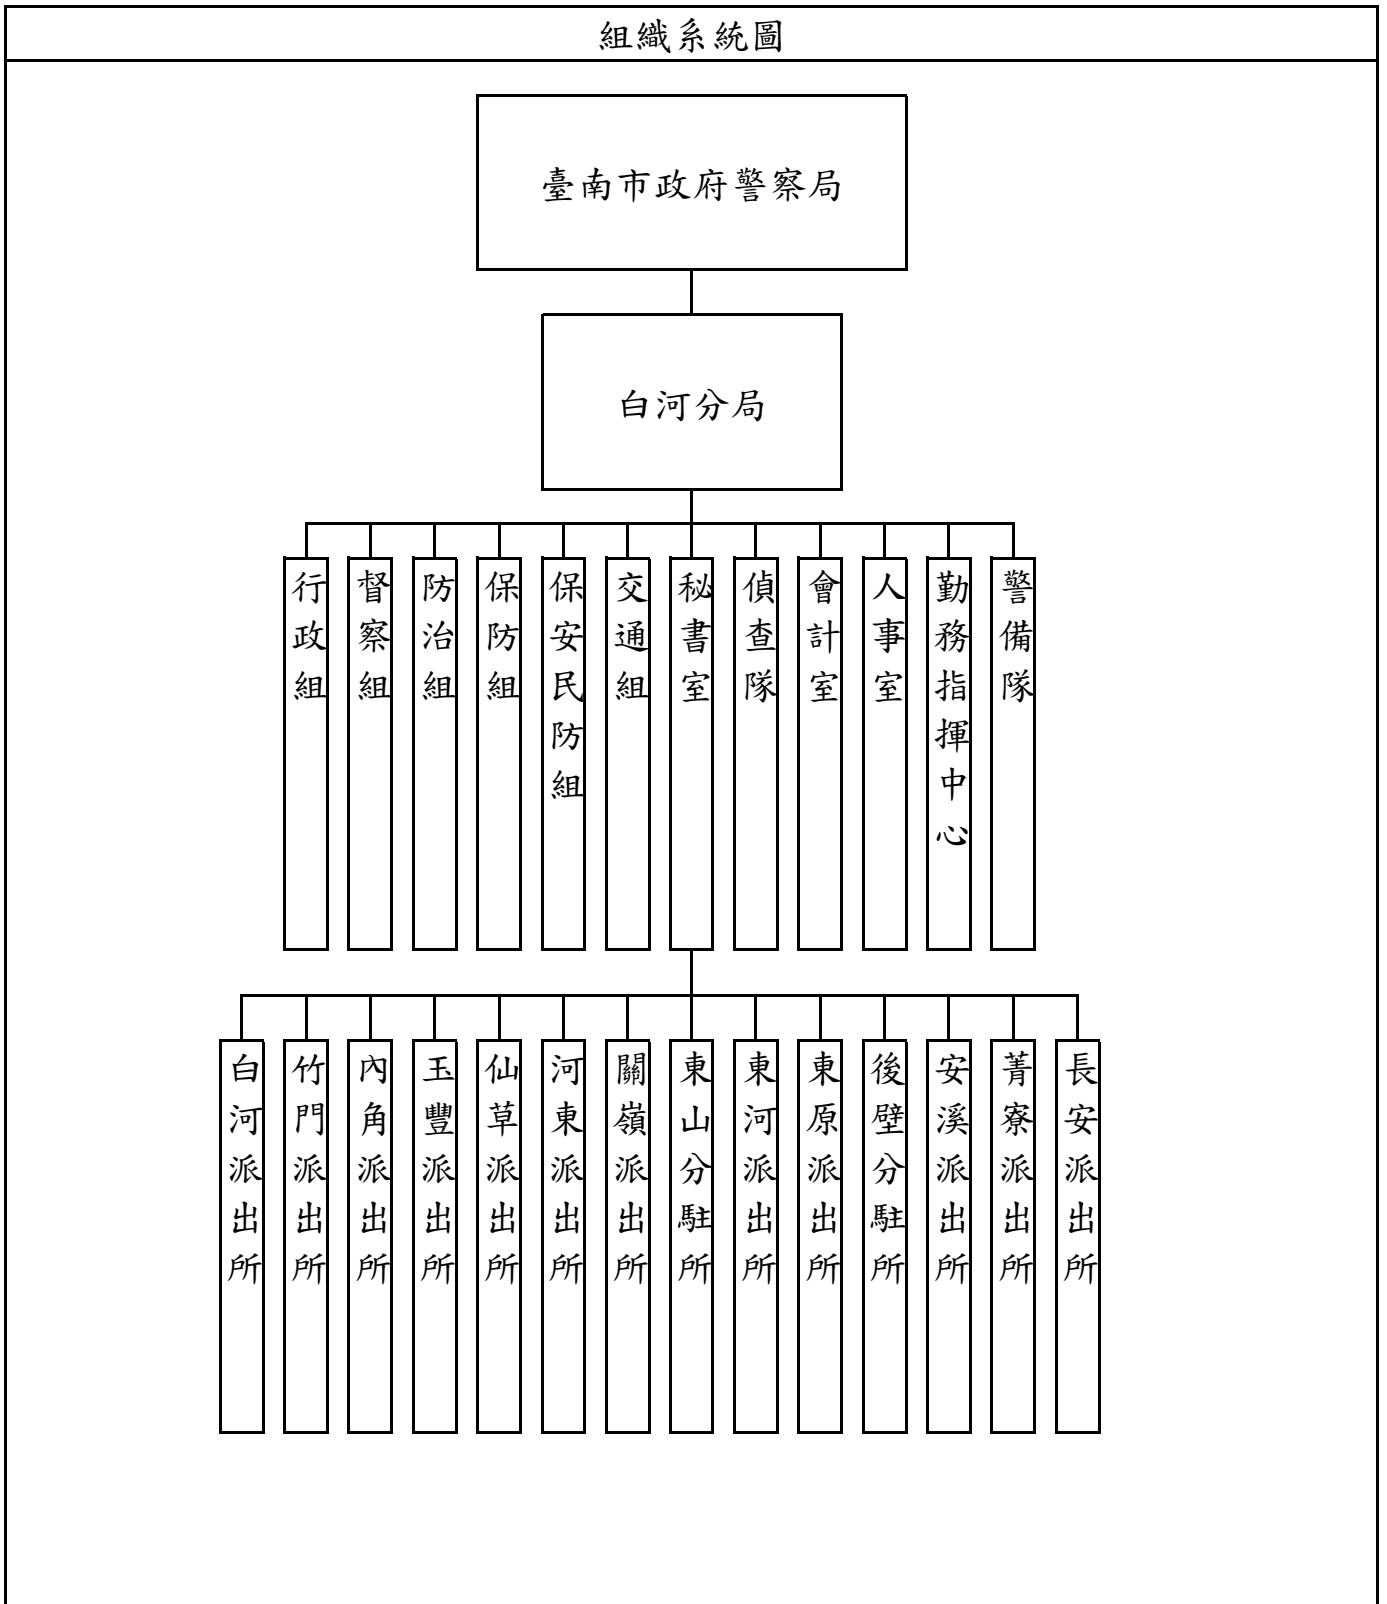 組織系統圖
臺南市政府警察局
白河分局
行政組
督察組
防治組
保防組
保安民防組
交通組
秘書室
偵查隊
會計室
人事室
勤務指揮中心
警備隊
白河派出所
竹門派出所
內角派出所
玉豐派出所
仙草派出所
河東派出所
關嶺派出所
東山分駐所
東河派出所
東原派出所
後壁分駐所
安溪派出所
菁寮派出所
長安派出所